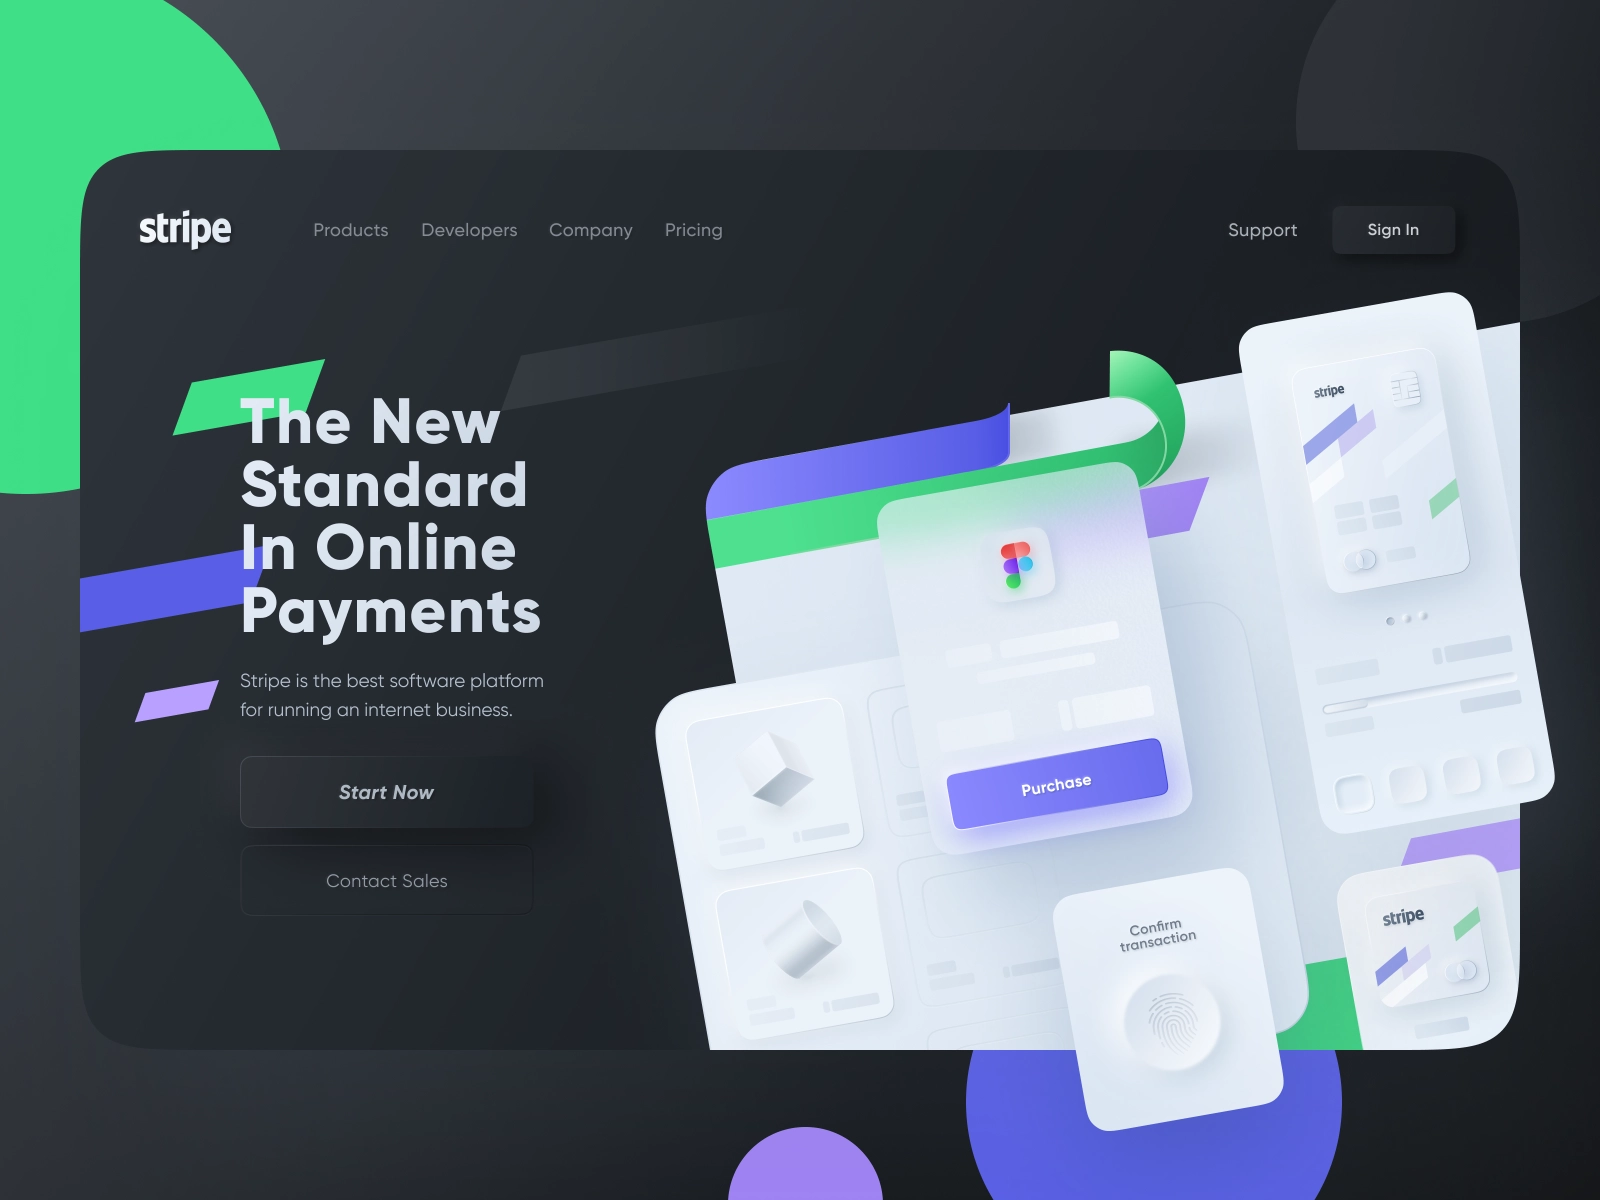 stripe
Products
Developers
Company
Pricing
Support
Sign In
The New
Standard
In Online
Payments
Stripe is the best software platform
for running an internet business.
Start Now
Contact Sales
stripe
Purchase
Confirm
transaction
stripe